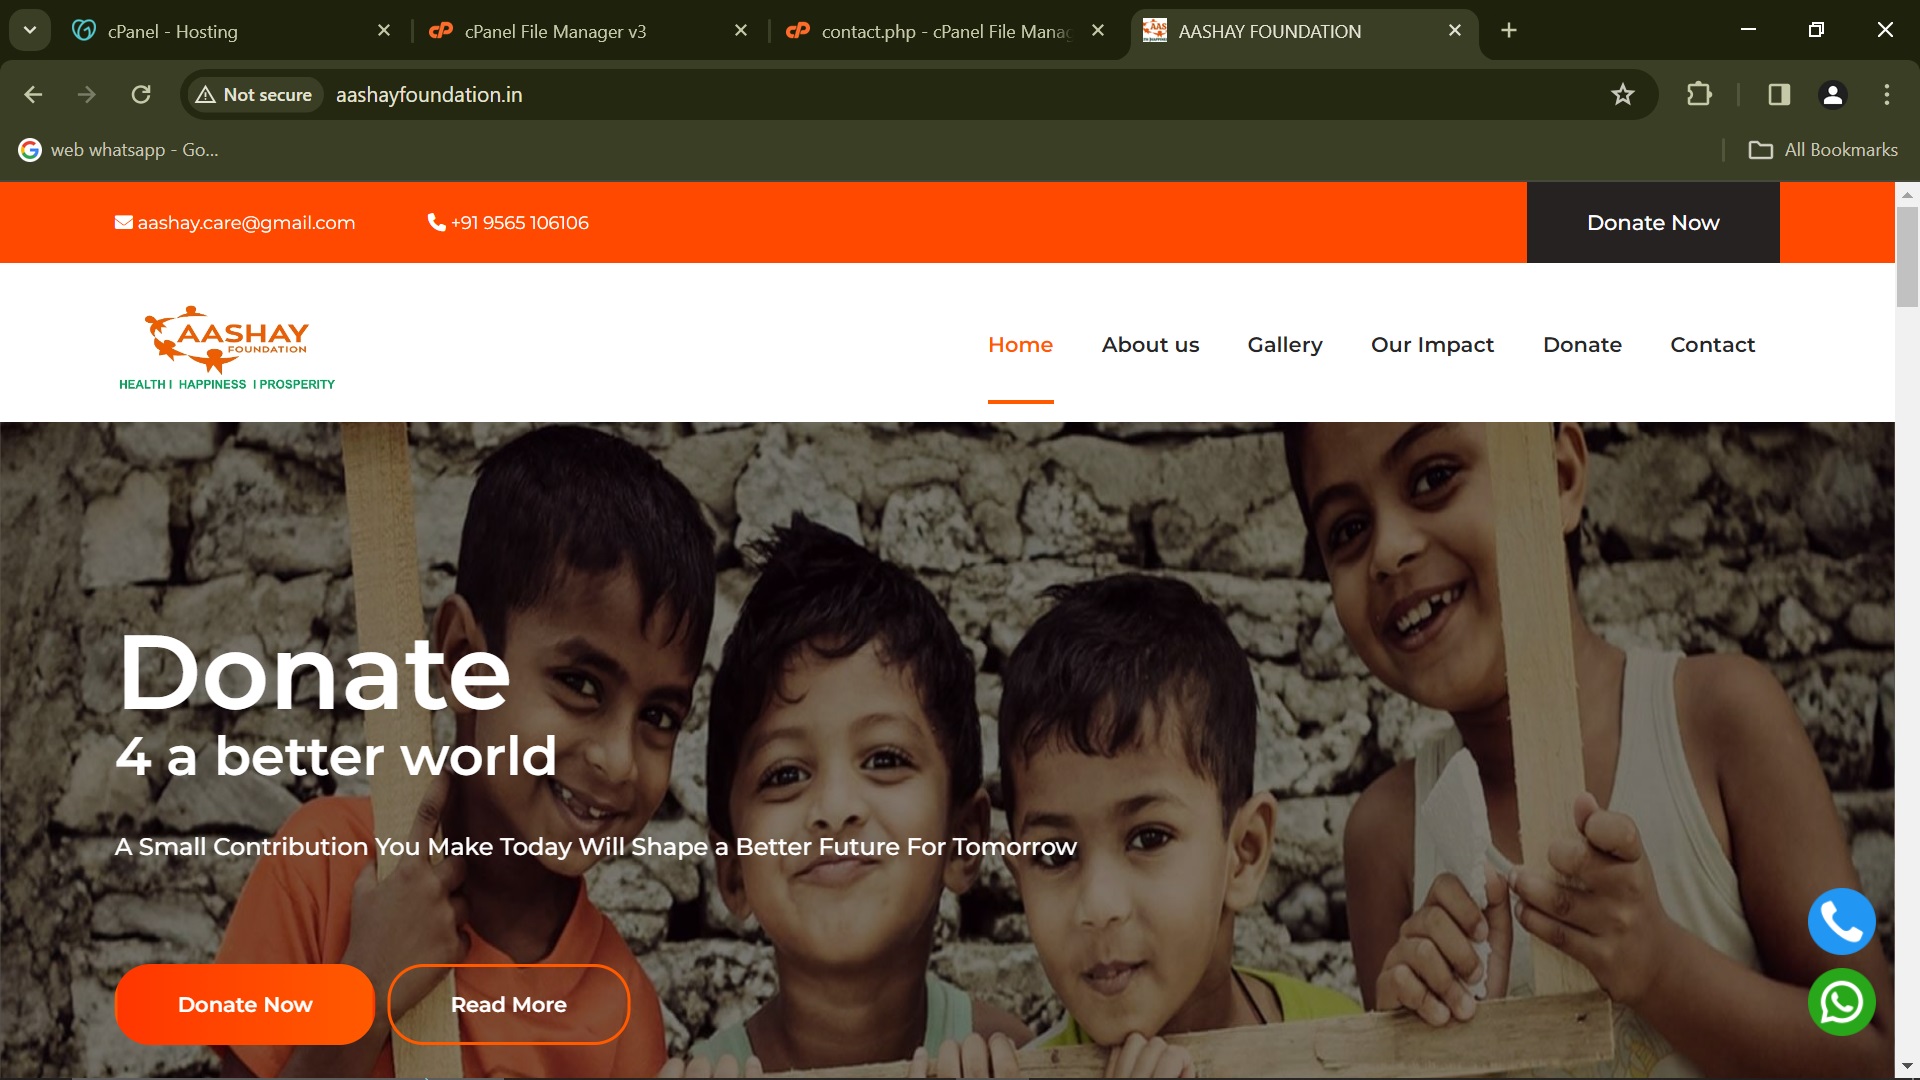 cPanel - Hosting
cPanel File Manager v3
contact.php - cPanel File Manag
AASHAY FOUNDATION
Not secure
aashayfoundation.in
web whatsapp - Go...
All Bookmarks
aashay.care@gmail.com
+91 9565 106106
Donate Now
AASHAY
FOUNDATION
HEALTH I HAPPINESS I PROSPERITY
Home
About us
Gallery
Our Impact
Donate
Contact
Donate
4 a better world
A Small Contribution You Make Today Will Shape a Better Future For Tomorrow
Donate Now
Read More